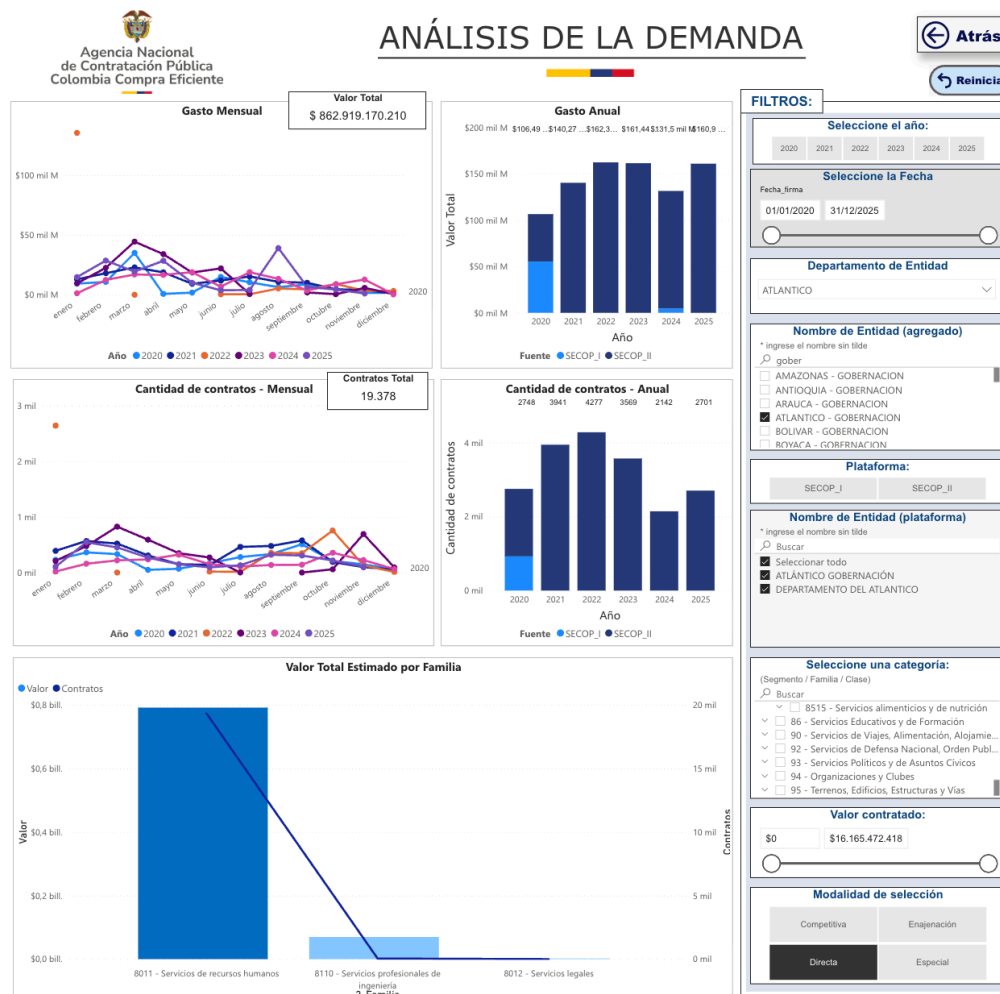 Agencia Nacional
de Contratación Pública
Colombia Compra Eficiente
ANÁLISIS DE LA DEMANDA
Atrás
Reinicia
Gasto Mensual
Valor Total
$ 862.919.170.210
$100 mil M
$50 mil M
$0 mil M
enero
febrero
marzo
abril
mayo
junio
julio
agosto
septiembre
octubre
noviembre
diciembre
2020
Año 2020 2021 2022 2023 2024 2025
Gasto Anual
$200 mil M
$106,49 ... $140,27 ... $162,3... $161,44 $131,5 mil M $160,9 ...
$150 mil M
$100 mil M
$50 mil M
$0 mil M
Valor Total
2020 2021 2022 2023 2024 2025
Año
Fuente SECOP_I SECOP_II
Cantidad de contratos - Mensual
Contratos Total
19.378
3 mil
2 mil
1 mil
0 mil
enero
febrero
marzo
abril
mayo
junio
julio
agosto
septiembre
octubre
noviembre
diciembre
2020
Año 2020 2021 2022 2023 2024 2025
Cantidad de contratos - Anual
2748 3941 4277 3569 2142 2701
4 mil
2 mil
0 mil
Cantidad de contratos
2020 2021 2022 2023 2024 2025
Año
Fuente SECOP_I SECOP_II
Valor Total Estimado por Familia
Valor Contratos
$0,8 bill.
$0,6 bill.
$0,4 bill.
$0,2 bill.
$0,0 bill.
Valor
20 mil
15 mil
10 mil
5 mil
0 mil
Contratos
8011 - Servicios de recursos humanos
8110 - Servicios profesionales de
ingeniería
8012 - Servicios legales
FILTROS:
Seleccione el año:
2020 2021 2022 2023 2024 2025
Seleccione la Fecha
Fecha_firma
01/01/2020 31/12/2025
Departamento de Entidad
ATLANTICO
Nombre de Entidad (agregado)
* ingrese el nombre sin tilde
gober
AMAZONAS - GOBERNACION
ANTIOQUIA - GOBERNACION
ARAUCA - GOBERNACION
ATLANTICO - GOBERNACION
BOLIVAR - GOBERNACION
BOYACA - GOBERNACION
Plataforma:
SECOP_I SECOP_II
Nombre de Entidad (plataforma)
* ingrese el nombre sin tilde
Buscar
Seleccionar todo
ATLÁNTICO GOBERNACIÓN
DEPARTAMENTO DEL ATLANTICO
Seleccione una categoría:
(Segmento / Familia / Clase)
Buscar
8515 - Servicios alimenticios y de nutrición
86 - Servicios Educativos y de Formación
90 - Servicios de Viajes, Alimentación, Alojamie...
92 - Servicios de Defensa Nacional, Orden Publ...
93 - Servicios Políticos y de Asuntos Cívicos
94 - Organizaciones y Clubes
95 - Terrenos, Edificios, Estructuras y Vías
Valor contratado:
$0 $16.165.472.418
Modalidad de selección
Competitiva Enajenación
Directa Especial